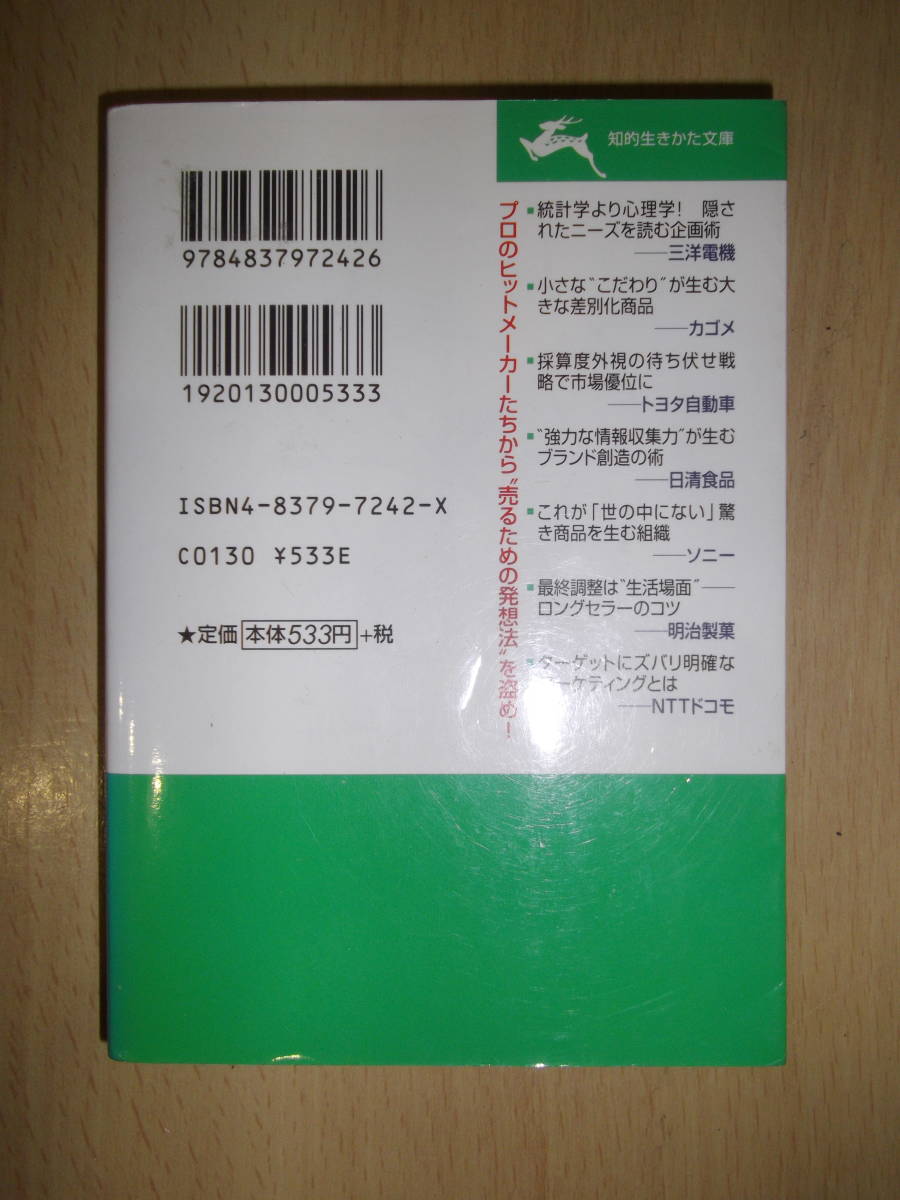 知的生きかた文庫
9784837972426
1920130005333
ISBN4-8379-7242-X
C0130 ¥533E
★定価 本体533円 +税
プロのヒットメーカーたちから“売るための発想法”を盗め！
▪統計学より心理学！ 隠さ
れたニーズを読む企画術
——三洋電機
▪小さな“こだわり”が生む大
きな差別化商品
——カゴメ
▪採算度外視の待ち伏せ戦
略で市場優位に
——トヨタ自動車
▪“強力な情報収集力”が生む
ブランド創造の術
——日清食品
▪これが「世の中にない」驚
き商品を生む組織
——ソニー
▪最終調整は“生活場面”——
ロングセラーのコツ
——明治製菓
▪ターゲットにズバリ明確な
マーケティングとは
——NTTドコモ